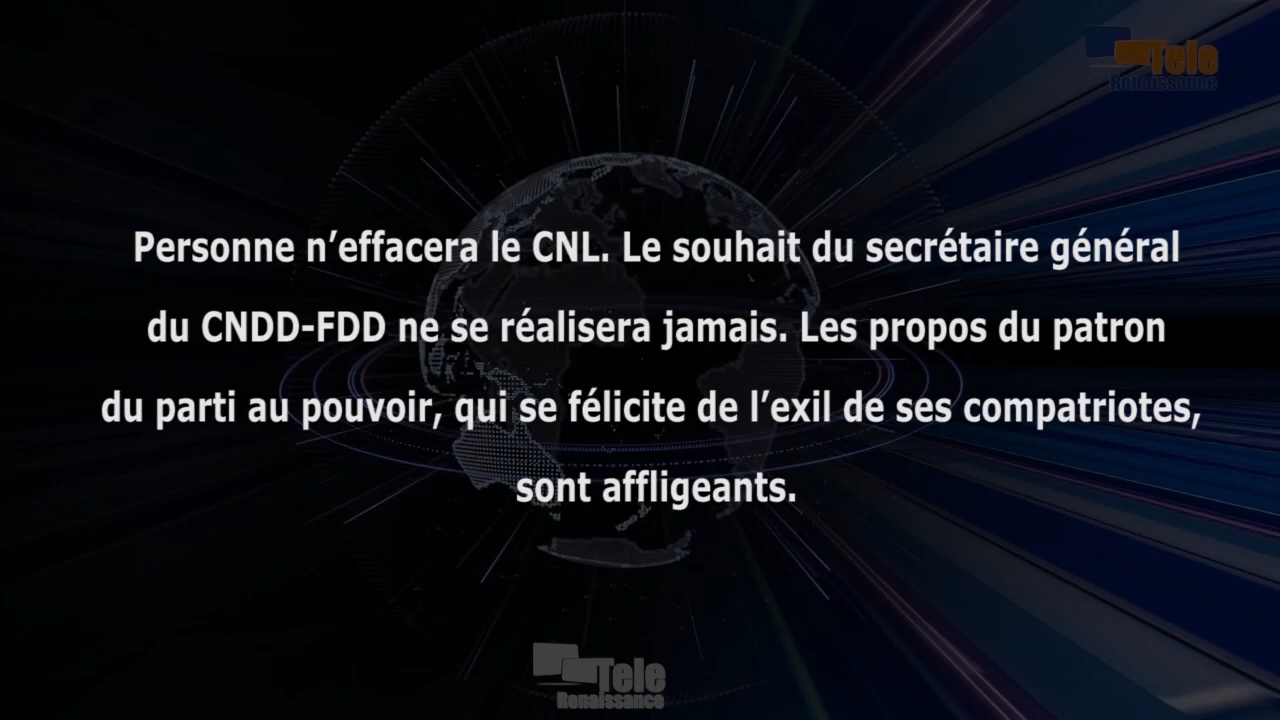 Tele
Renaissance
Personne n’effacera le CNL. Le souhait du secrétaire général
du CNDD-FDD ne se réalisera jamais. Les propos du patron
du parti au pouvoir, qui se félicite de l’exil de ses compatriotes,
sont affligeants.
Tele
Renaissance